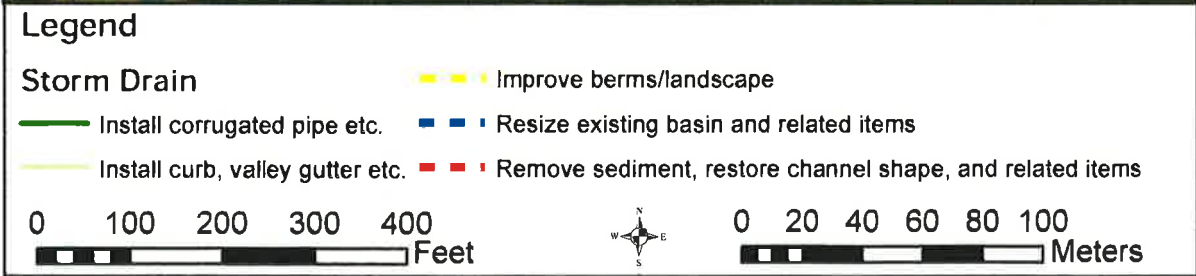 Legend
Storm Drain
Improve berms/landscape
Install corrugated pipe etc.
Resize existing basin and related items
Install curb, valley gutter etc.
Remove sediment, restore channel shape, and related items
0 100 200 300 400 Feet
N
W E
S
0 20 40 60 80 100 Meters